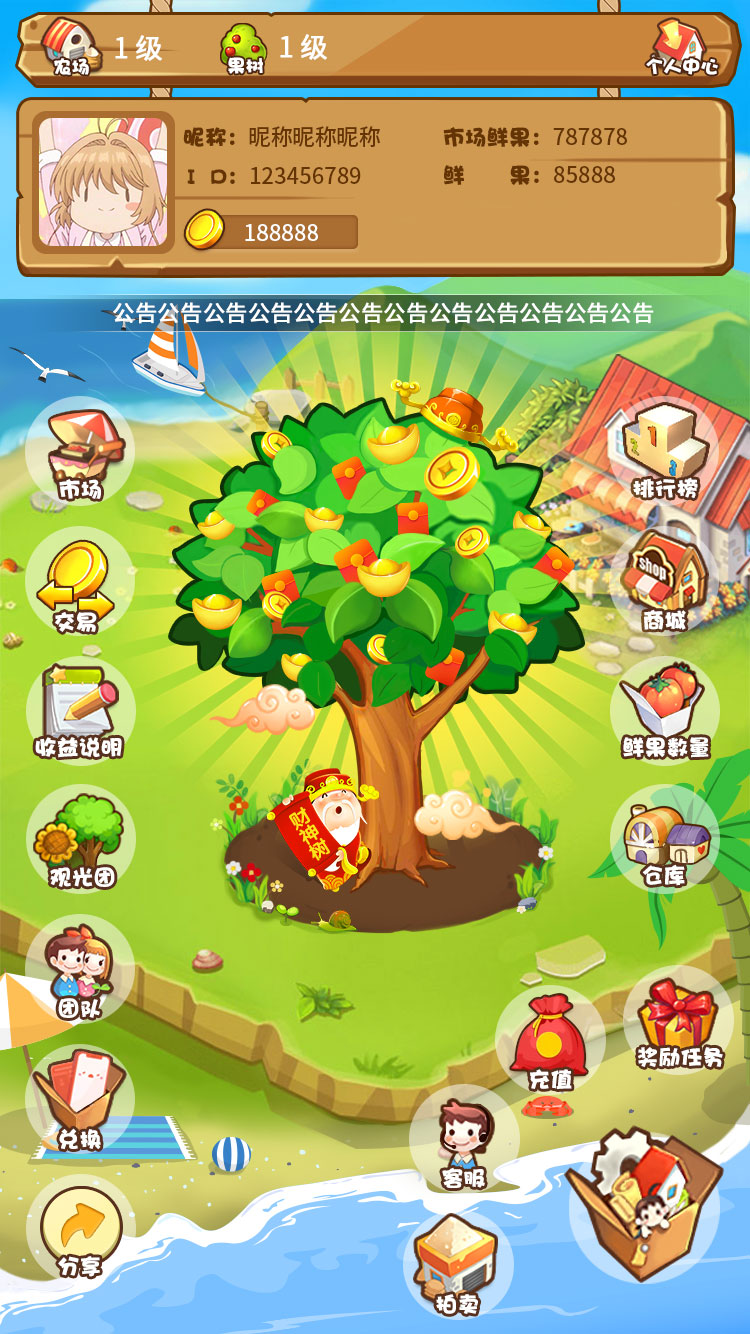 农场 1级 果树 1级 个人中心
昵称：昵称昵称昵称 市场鲜果：787878
ID：123456789 鲜 果：85888
188888
公告公告公告公告公告公告公告公告公告公告公告公告
市场
排行榜
交易
shop
商城
收益说明
鲜果数量
财神树
观光团
仓库
团队
充值
奖励任务
兑换
客服
分享
拍卖
1
2
3